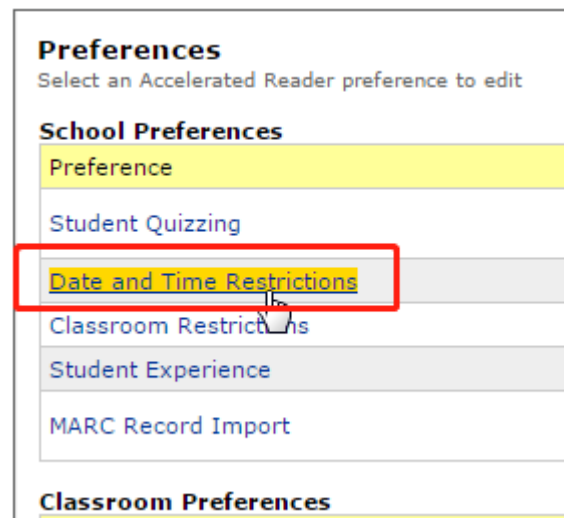 Preferences
Select an Accelerated Reader preference to edit
School Preferences
Preference
Student Quizzing
Date and Time Restrictions
Classroom Restrictions
Student Experience
MARC Record Import
Classroom Preferences